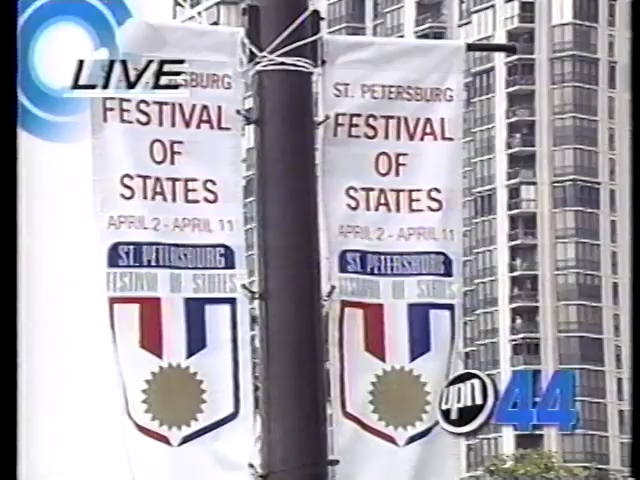 LIVE
FESTIVAL
OF
STATES
APRIL 2 - APRIL 11
ST. PETERSBURG
FESTIVAL OF STATES
ST. PETERSBURG
FESTIVAL
OF
STATES
APRIL 2 - APRIL 11
ST. PETERSBURG
FESTIVAL OF STATES
upn 44